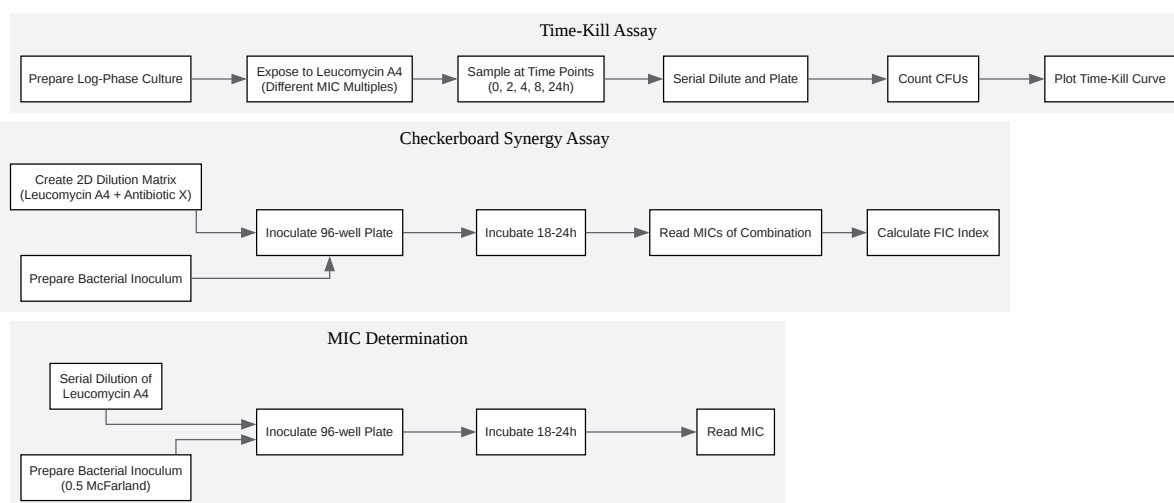 Time-Kill Assay
Prepare Log-Phase Culture
Expose to Leucomycin A4
(Different MIC Multiples)
Sample at Time Points
(0, 2, 4, 8, 24h)
Serial Dilute and Plate
Count CFUs
Plot Time-Kill Curve
Checkerboard Synergy Assay
Create 2D Dilution Matrix
(Leucomycin A4 + Antibiotic X)
Prepare Bacterial Inoculum
Inoculate 96-well Plate
Incubate 18-24h
Read MICs of Combination
Calculate FIC Index
MIC Determination
Serial Dilution of
Leucomycin A4
Prepare Bacterial Inoculum
(0.5 McFarland)
Inoculate 96-well Plate
Incubate 18-24h
Read MIC